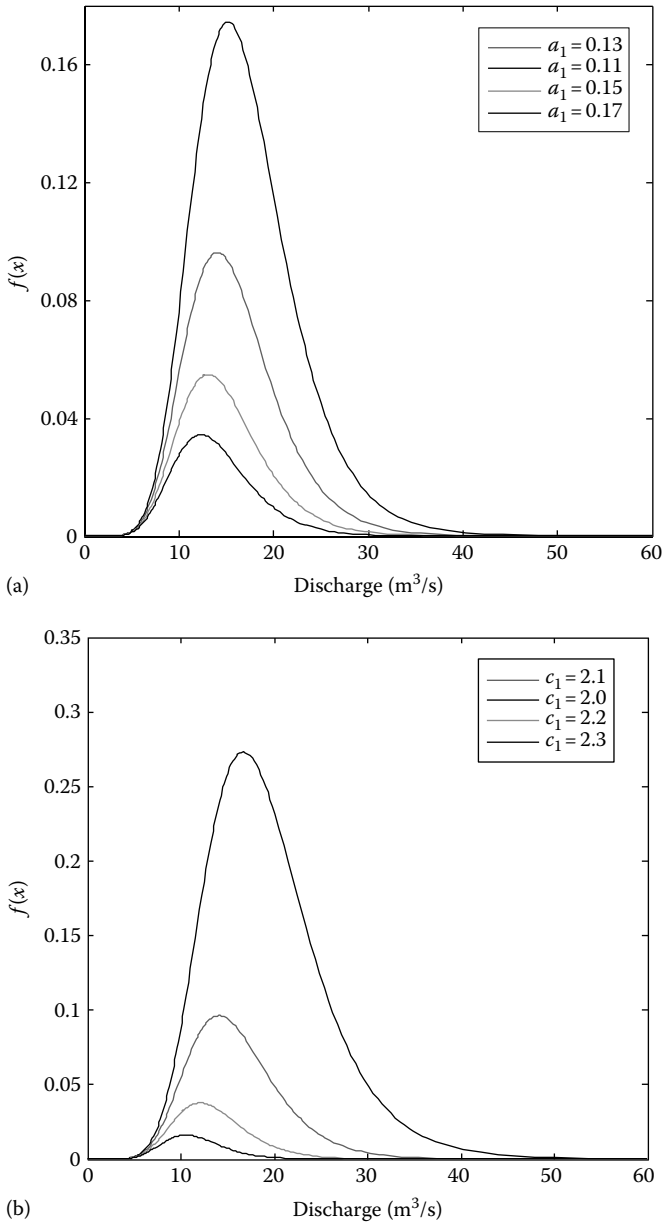 0.16
0.12
0.08
0.04
0
f(x)
a₁ = 0.13
a₁ = 0.11
a₁ = 0.15
a₁ = 0.17
0 10 20 30 40 50 60
(a) Discharge (m³/s)
0.35
0.3
0.25
0.2
0.15
0.1
0.05
0
f(x)
c₁ = 2.1
c₁ = 2.0
c₁ = 2.2
c₁ = 2.3
0 10 20 30 40 50 60
(b) Discharge (m³/s)